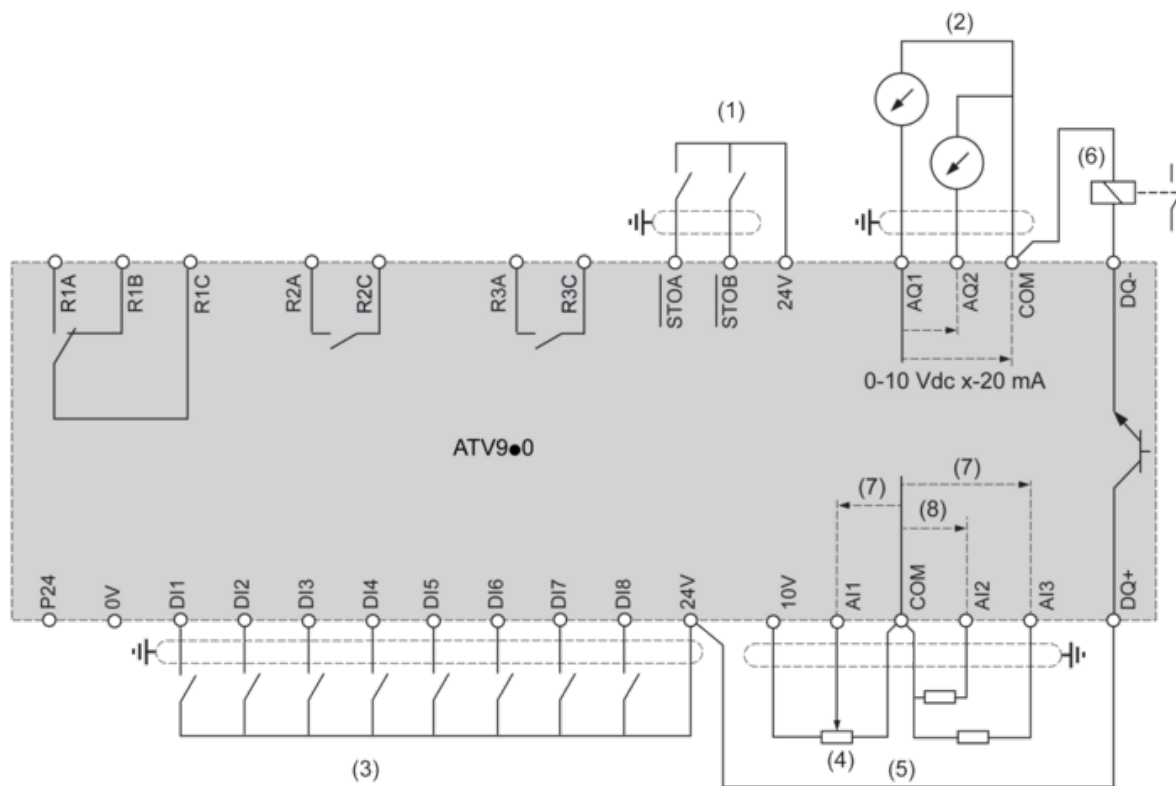 (2)
(1)
(6)
R1A
R1B
R1C
R2A
R2C
R3A
R3C
STOA
STOB
24V
AQ1
AQ2
COM
DQ-
0-10 Vdc x-20 mA
ATV9●0
(7)
(7)
(8)
P24
0V
DI1
DI2
DI3
DI4
DI5
DI6
DI7
DI8
24V
10V
AI1
COM
AI2
AI3
DQ+
(3)
(4)
(5)